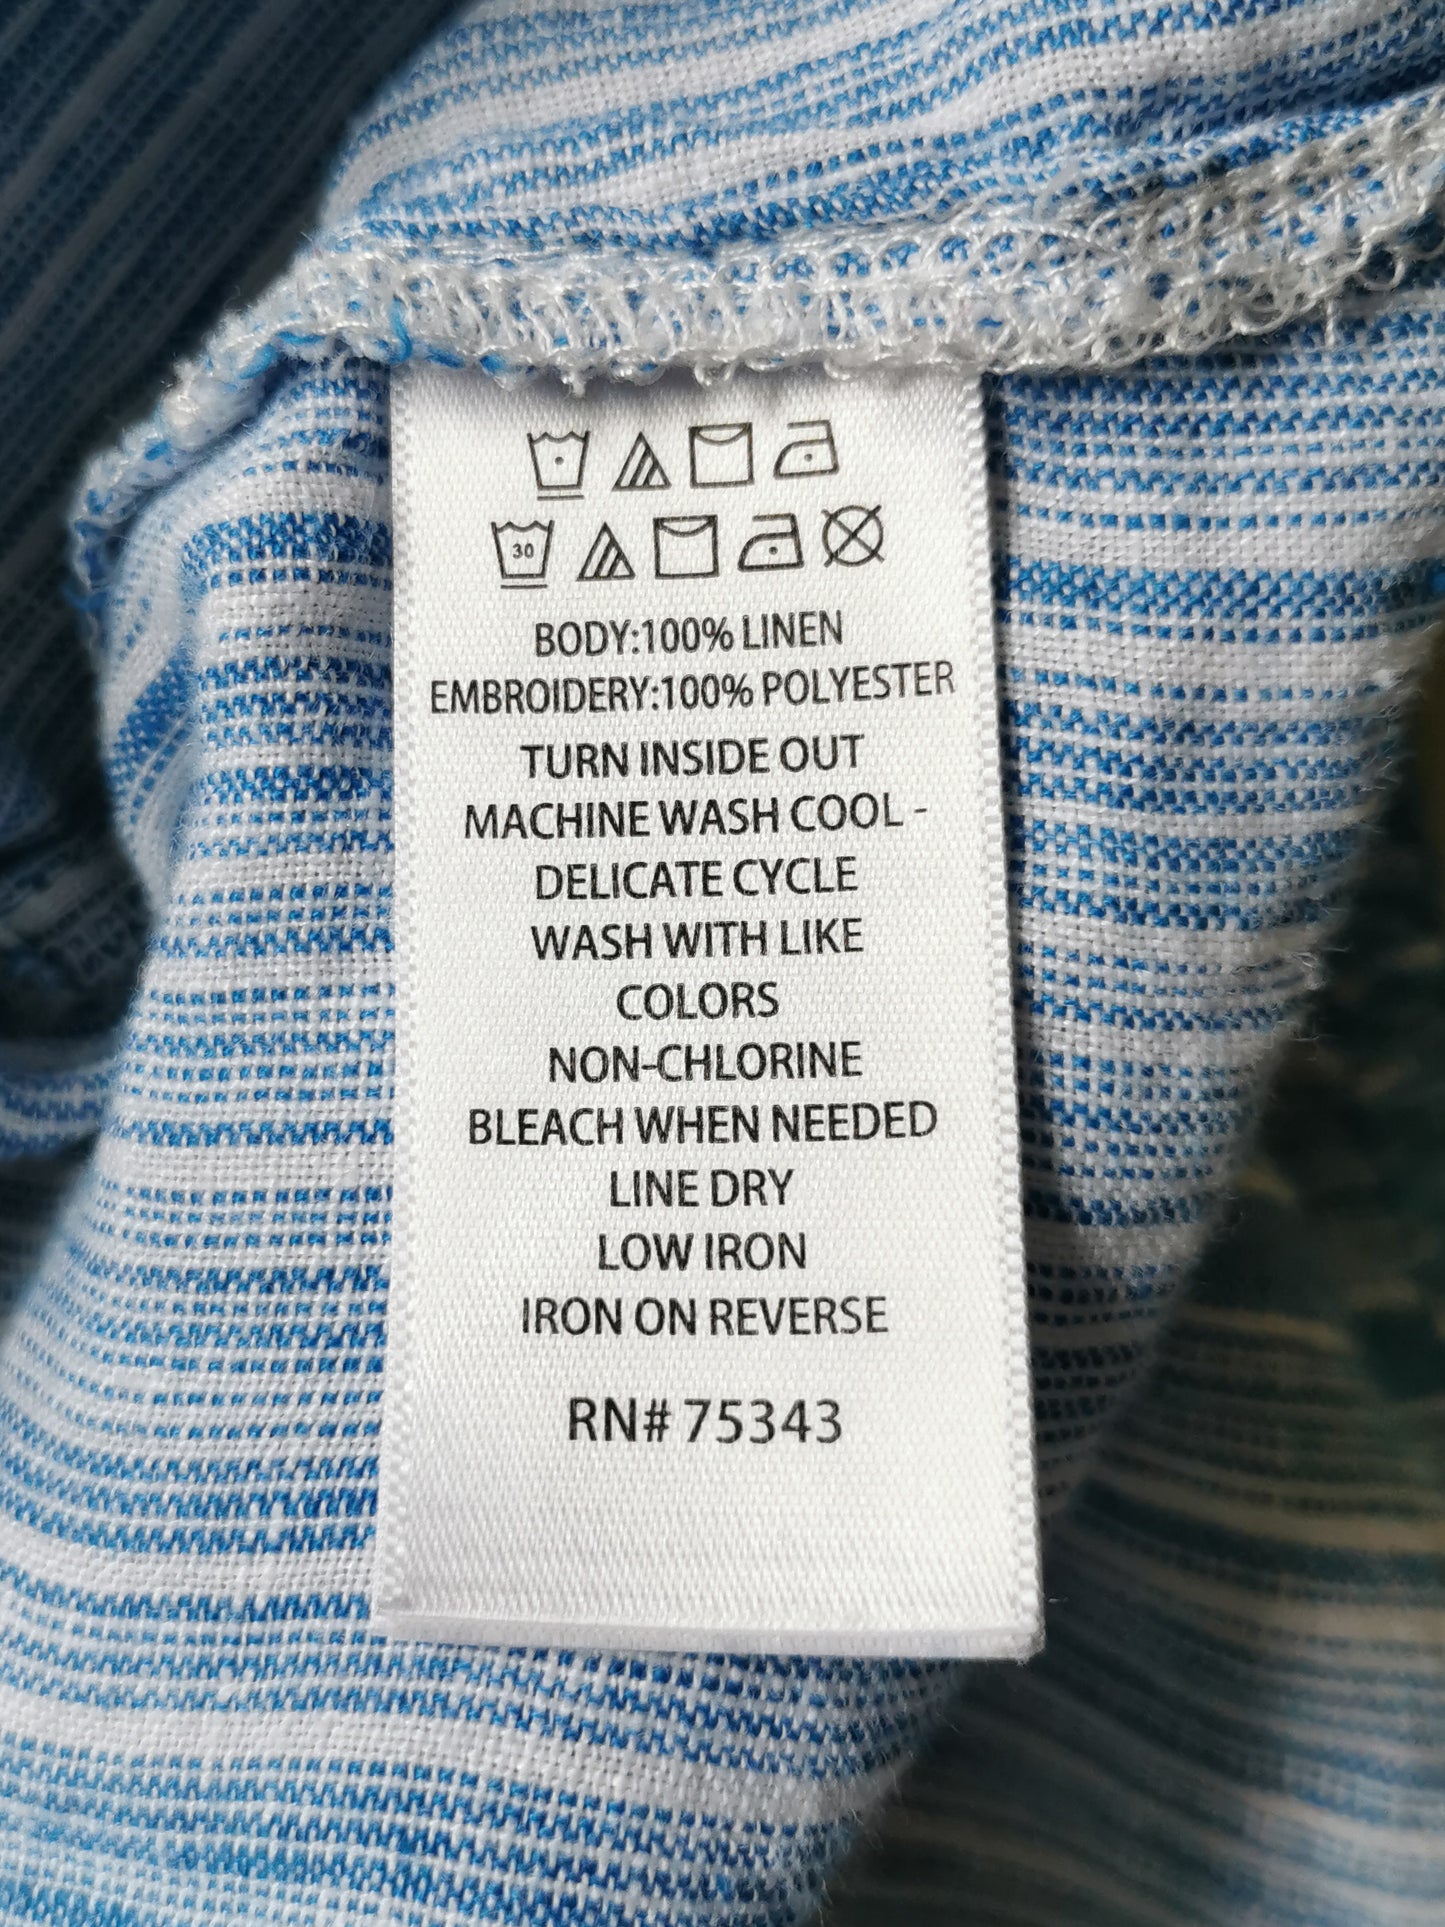 30
BODY:100% LINEN
EMBROIDERY:100% POLYESTER
TURN INSIDE OUT
MACHINE WASH COOL -
DELICATE CYCLE
WASH WITH LIKE
COLORS
NON-CHLORINE
BLEACH WHEN NEEDED
LINE DRY
LOW IRON
IRON ON REVERSE
RN# 75343